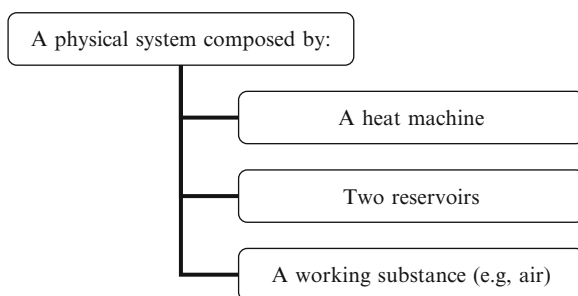 A physical system composed by:
A heat machine
Two reservoirs
A working substance (e.g, air)